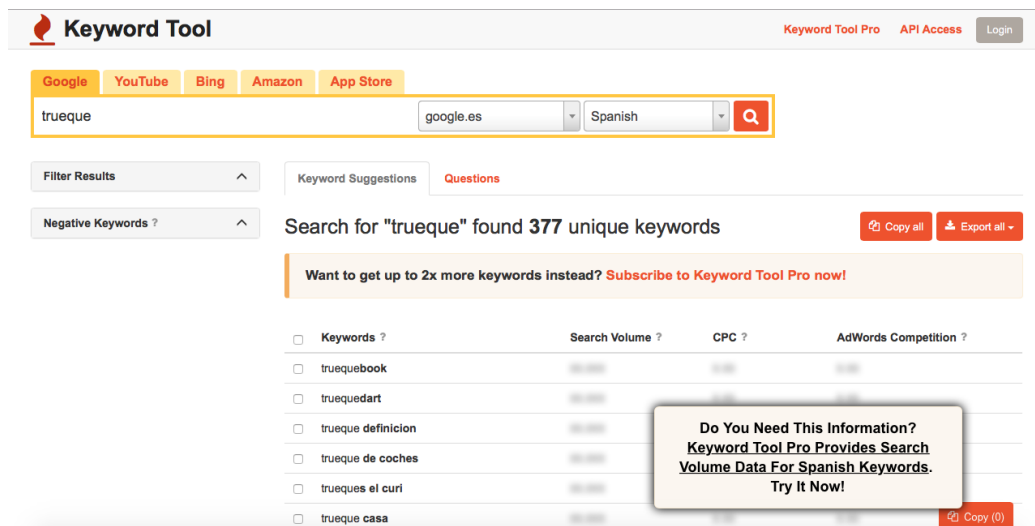 Keyword Tool
Keyword Tool Pro API Access Login
Google YouTube Bing Amazon App Store
trueque google.es Spanish
Filter Results
Negative Keywords ?
Keyword Suggestions Questions
Search for "trueque" found 377 unique keywords
Copy all Export all
Want to get up to 2x more keywords instead? Subscribe to Keyword Tool Pro now!
Keywords ? Search Volume ? CPC ? AdWords Competition ?
truequebook
truequedart
trueque definicion
trueque de coches
trueques el curi
trueque casa
Do You Need This Information?
Keyword Tool Pro Provides Search
Volume Data For Spanish Keywords.
Try It Now!
Copy (0)